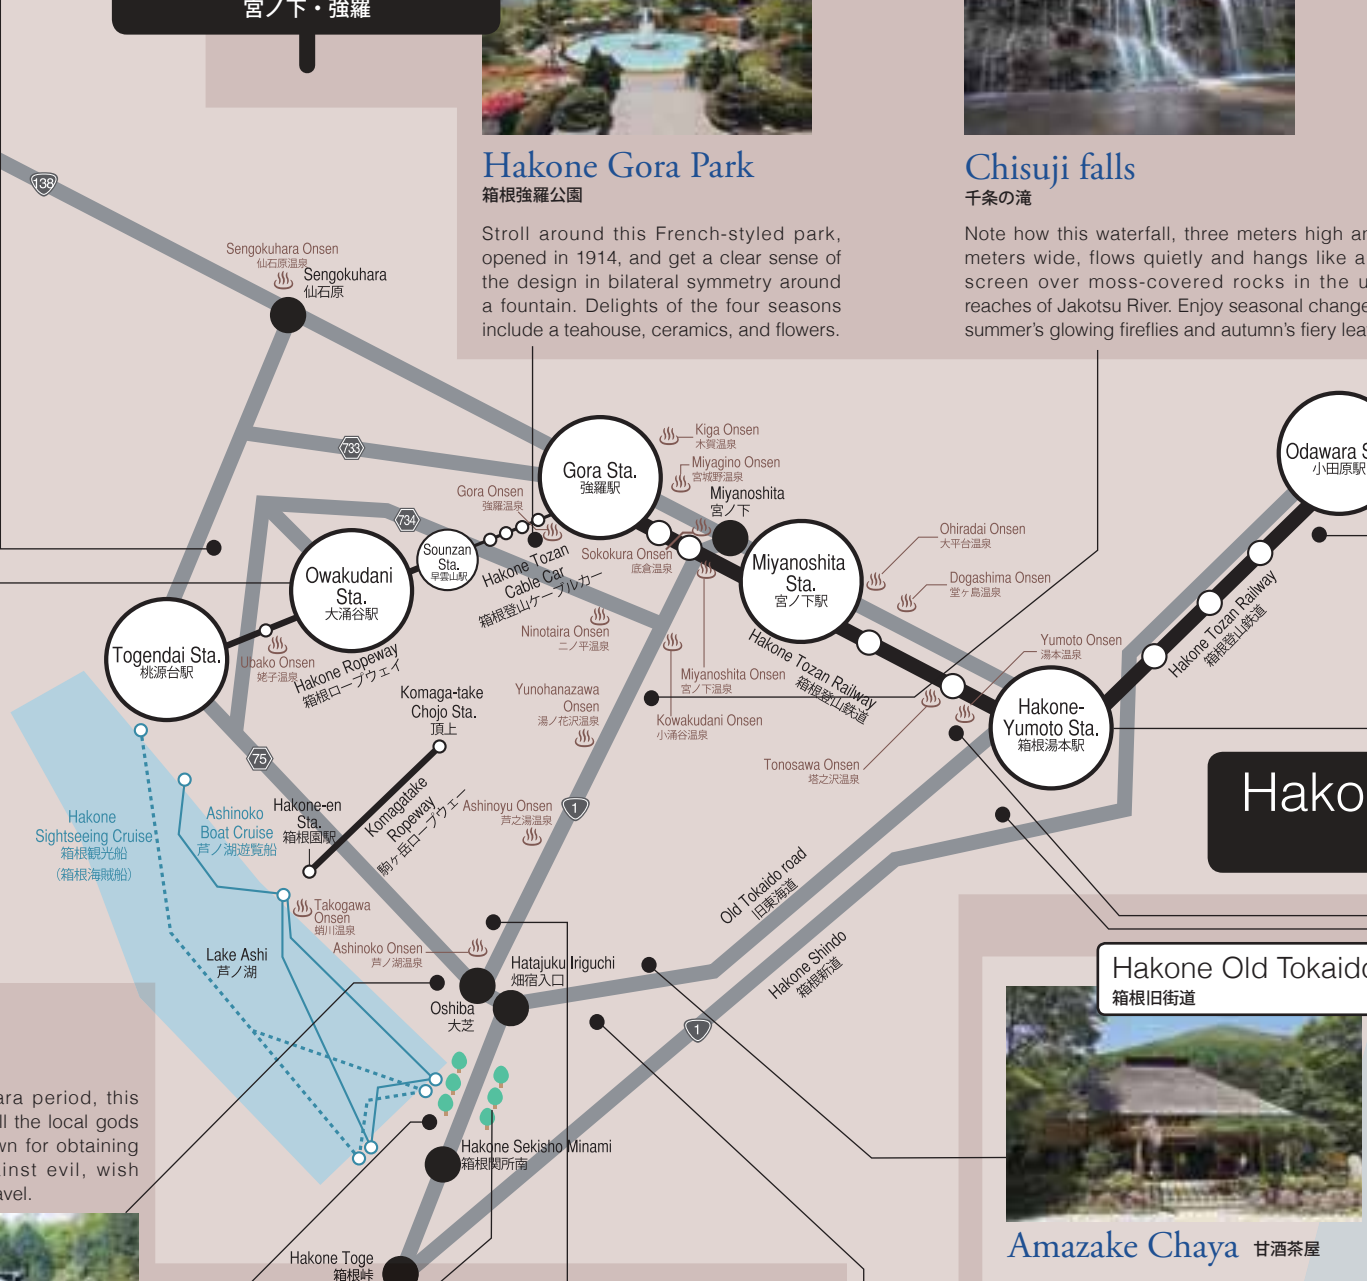 宮ノ下・強羅
Hakone Gora Park
箱根強羅公園
Stroll around this French-styled park,
opened in 1914, and get a clear sense of
the design in bilateral symmetry around
a fountain. Delights of the four seasons
include a teahouse, ceramics, and flowers.
Chisuji falls
千条の滝
Note how this waterfall, three meters high
meters wide, flows quietly and hangs like a
screen over moss-covered rocks in the
reaches of Jakotsu River. Enjoy seasonal
summer's glowing fireflies and autumn's fiery
138
Sengokuhara Onsen
仙石原温泉
Sengokuhara
仙石原
733
734
Gora Sta.
強羅駅
Kiga Onsen
木賀温泉
Miyagino Onsen
宮城野温泉
Miyanoshita
宮ノ下
Gora Onsen
強羅温泉
Odawara
小田原駅
Sounzan
Sta.
早雲山駅
Owakudani
Sta.
大涌谷駅
Hakone Tozan
Cable Car
箱根登山ケーブルカー
Sokokura Onsen
底倉温泉
Miyanoshita
Sta.
宮ノ下駅
Ohiradai Onsen
大平台温泉
Dogashima Onsen
堂ヶ島温泉
Hakone Tozan Railway
箱根登山鉄道
Togendai Sta.
桃源台駅
Ubako Onsen
姥子温泉
Hakone Ropeway
箱根ロープウェイ
Ninotaira Onsen
二ノ平温泉
Yumoto Onsen
湯本温泉
Hakone Tozan Railway
箱根登山鉄道
Miyanoshita Onsen
宮ノ下温泉
Komaga-take
Chojo Sta.
頂上
Yunohanazawa
Onsen
湯ノ花沢温泉
Kowakudani Onsen
小涌谷温泉
Hakone-
Yumoto Sta.
箱根湯本駅
Tonosawa Onsen
塔之沢温泉
75
Hakone
Sightseeing Cruise
箱根観光船
（箱根海賊船）
Ashinoko
Boat Cruise
芦ノ湖遊覧船
Hakone-en
Sta.
箱根園駅
Komagatake
Ropeway
駒ヶ岳ロープウェー
Ashinoyu Onsen
芦之湯温泉
1
Hako
Old Tokaido road
旧東海道
Hakone Shindo
箱根新道
Takogawa
Onsen
蛸川温泉
Lake Ashi
芦ノ湖
Ashinoko Onsen
芦ノ湖温泉
Hatajuku Iriguchi
畑宿入口
Oshiba
大芝
1
Hakone Old Tokaido
箱根旧街道
period, this
the local gods
for obtaining
evil, wish
Hakone Sekisho Minami
箱根関所南
Hakone Toge
箱根峠
Amazake Chaya 甘酒茶屋